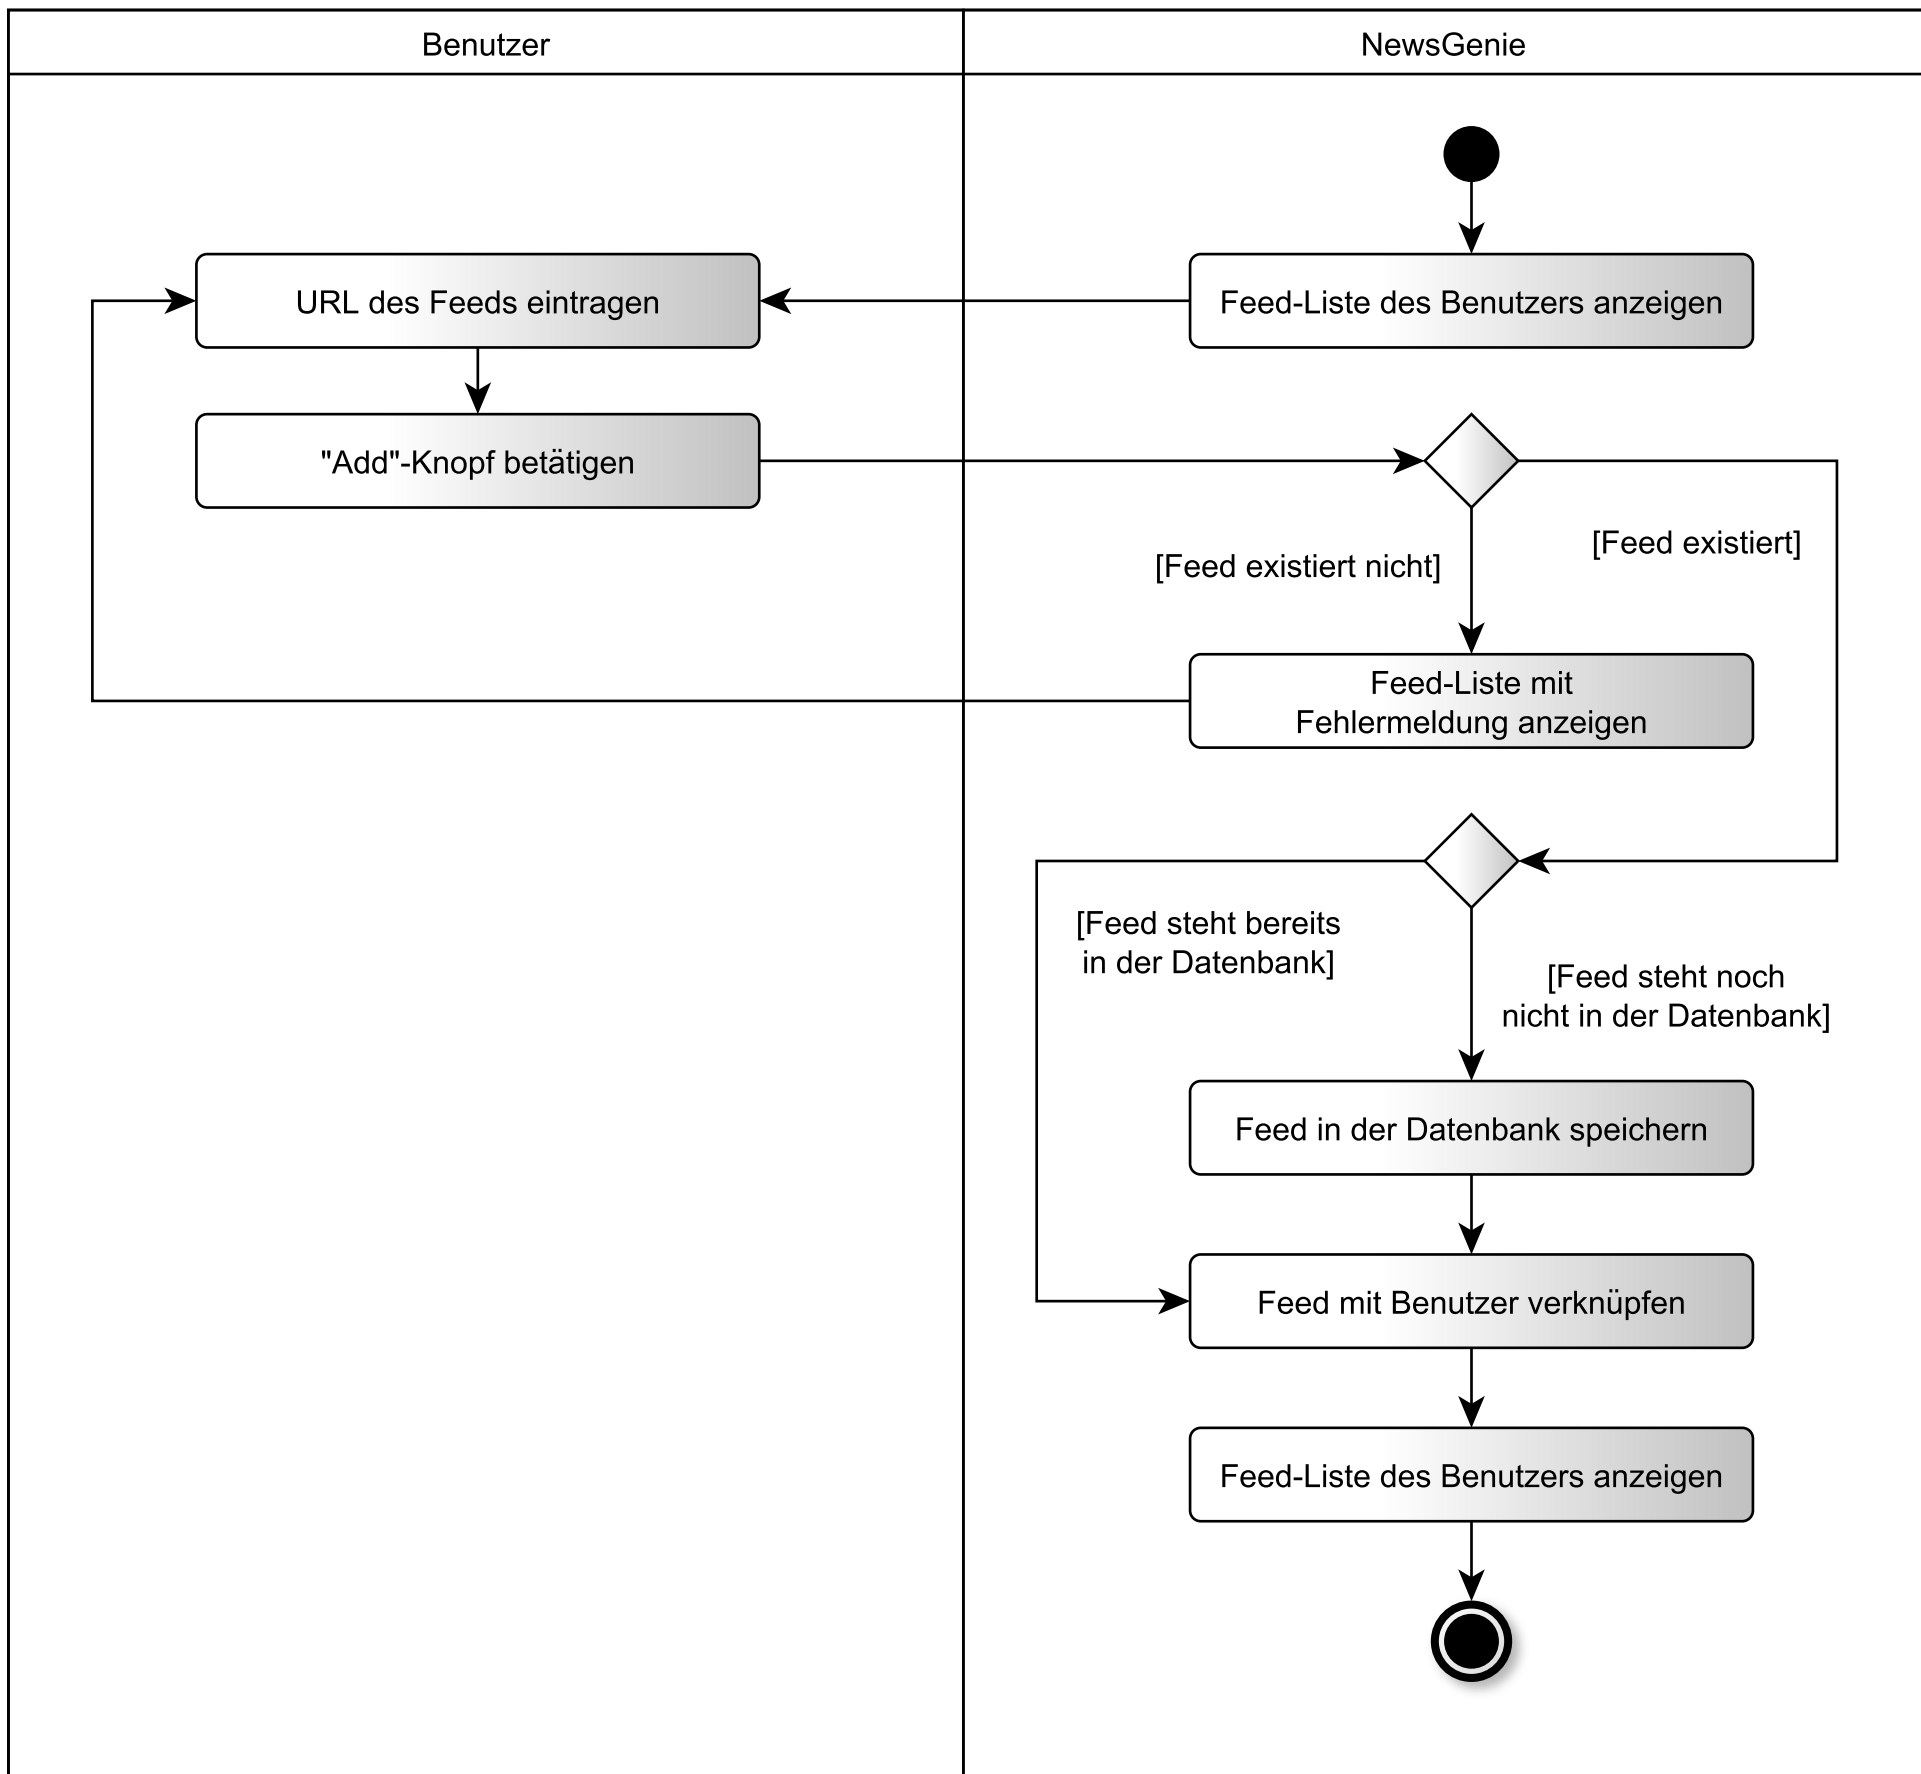 Benutzer
NewsGenie
URL des Feeds eintragen
Feed-Liste des Benutzers anzeigen
"Add"-Knopf betätigen
[Feed existiert]
[Feed existiert nicht]
Feed-Liste mit
Fehlermeldung anzeigen
[Feed steht bereits
in der Datenbank]
[Feed steht noch
nicht in der Datenbank]
Feed in der Datenbank speichern
Feed mit Benutzer verknüpfen
Feed-Liste des Benutzers anzeigen